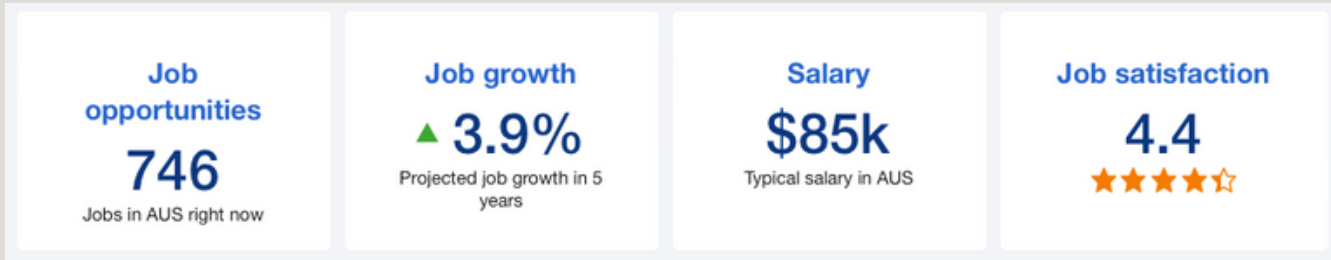 Job
opportunities
746
Jobs in AUS right now
Job growth
3.9%
Projected job growth in 5
years
Salary
$85k
Typical salary in AUS
Job satisfaction
4.4